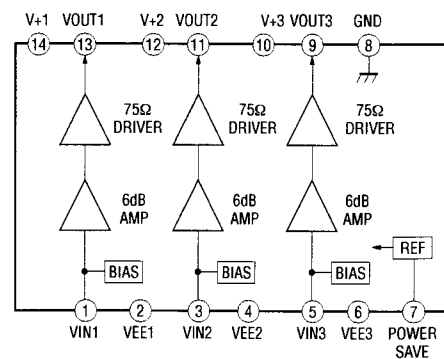 V+1 VOUT1 V+2 VOUT2 V+3 VOUT3 GND
14 13 12 11 10 9 8
75Ω DRIVER 75Ω DRIVER 75Ω DRIVER
6dB AMP 6dB AMP 6dB AMP
REF
BIAS BIAS BIAS
1 2 3 4 5 6 7
VIN1 VEE1 VIN2 VEE2 VIN3 VEE3 POWER SAVE